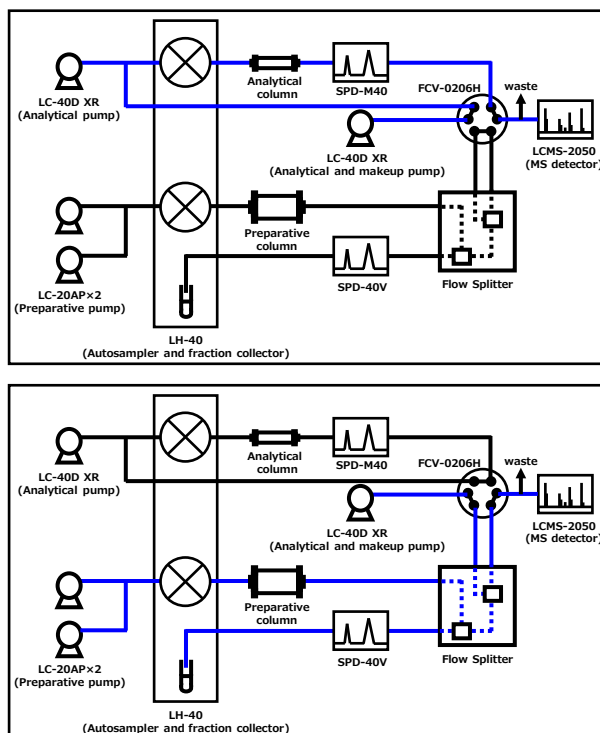 LC-40D XR
(Analytical pump)
Analytical
column
SPD-M40
FCV-0206H
waste
LC-40D XR
(Analytical and makeup pump)
LCMS-2050
(MS detector)
LC-20AP×2
(Preparative pump)
Preparative
column
SPD-40V
Flow Splitter
LH-40
(Autosampler and fraction collector)
LC-40D XR
(Analytical pump)
Analytical
column
SPD-M40
FCV-0206H
waste
LC-40D XR
(Analytical and makeup pump)
LCMS-2050
(MS detector)
LC-20AP×2
(Preparative pump)
Preparative
column
SPD-40V
Flow Splitter
LH-40
(Autosampler and fraction collector)